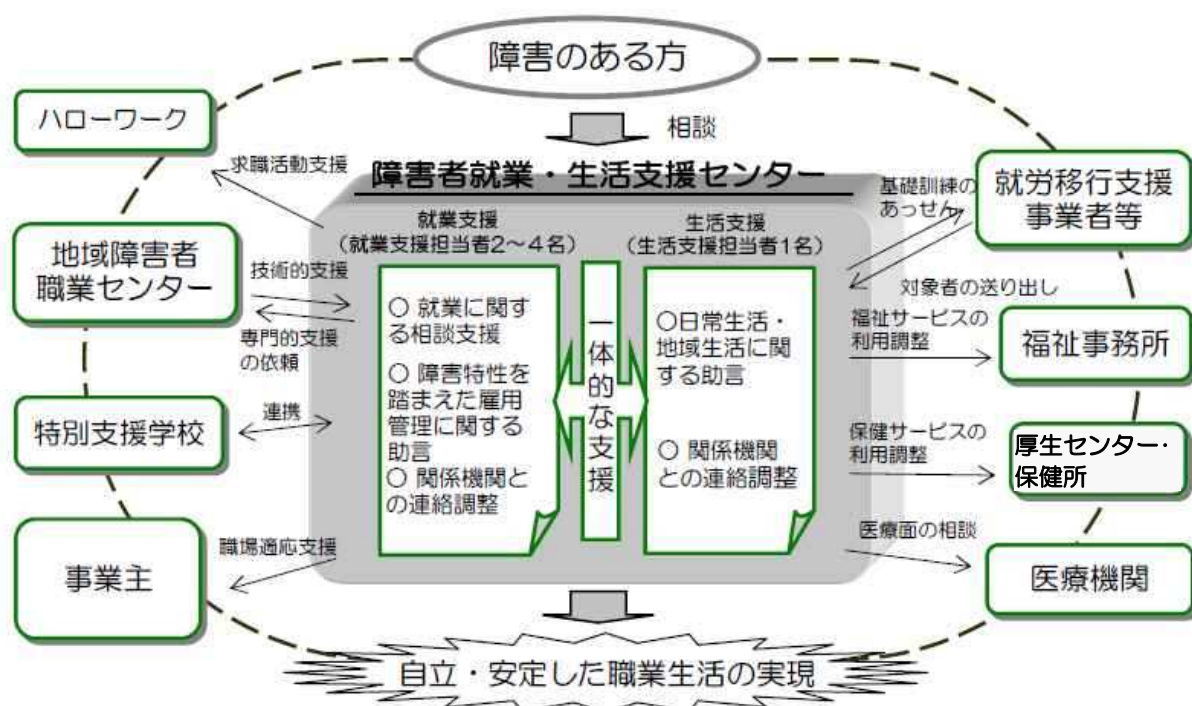 障害のある方
相談
ハローワーク
求職活動支援
地域障害者
職業センター
技術的支援
専門的支援
の依頼
特別支援学校
連携
事業主
職場適応支援
障害者就業・生活支援センター
就業支援
(就業支援担当者2~4名)
○ 就業に関す
る相談支援
○ 障害特性を
踏まえた雇用
管理に関する
助言
○ 関係機関と
の連絡調整
一体的な支援
生活支援
(生活支援担当者1名)
○日常生活・
地域生活に関
する助言
○ 関係機関
との連絡調整
基礎訓練の
あっせん
就労移行支援
事業者等
対象者の送り出し
福祉サービスの
利用調整
福祉事務所
保健サービスの
利用調整
厚生センター・
保健所
医療面の相談
医療機関
自立・安定した職業生活の実現